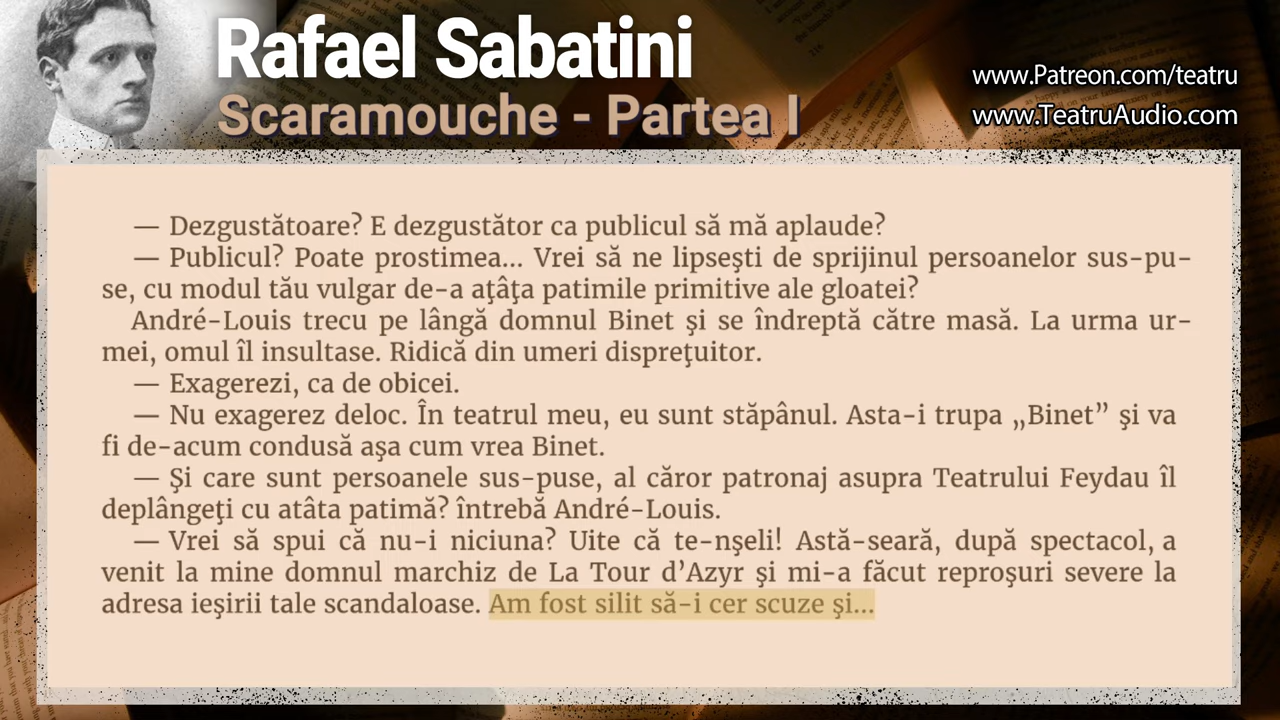 Rafael Sabatini
Scaramouche - Partea I
www.Patreon.com/teatru
www.TeatruAudio.com
— Dezgustătoare? E dezgustător ca publicul să mă aplaude?
— Publicul? Poate prostimea... Vrei să ne lipseşti de sprijinul persoanelor sus-pu-
se, cu modul tău vulgar de-a aţâţa patimile primitive ale gloatei?
André-Louis trecu pe lângă domnul Binet şi se îndreptă către masă. La urma ur-
mei, omul îl insultase. Ridică din umeri dispreţuitor.
— Exagerezi, ca de obicei.
— Nu exagerez deloc. În teatrul meu, eu sunt stăpânul. Asta-i trupa „Binet” şi va
fi de-acum condusă aşa cum vrea Binet.
— Şi care sunt persoanele sus-puse, al căror patronaj asupra Teatrului Feydau îl
deplângeţi cu atâta patimă? întrebă André-Louis.
— Vrei să spui că nu-i niciuna? Uite că te-nşeli! Astă-seară, după spectacol, a
venit la mine domnul marchiz de La Tour d’Azyr şi mi-a făcut reproşuri severe la
adresa ieşirii tale scandaloase. Am fost silit să-i cer scuze şi...